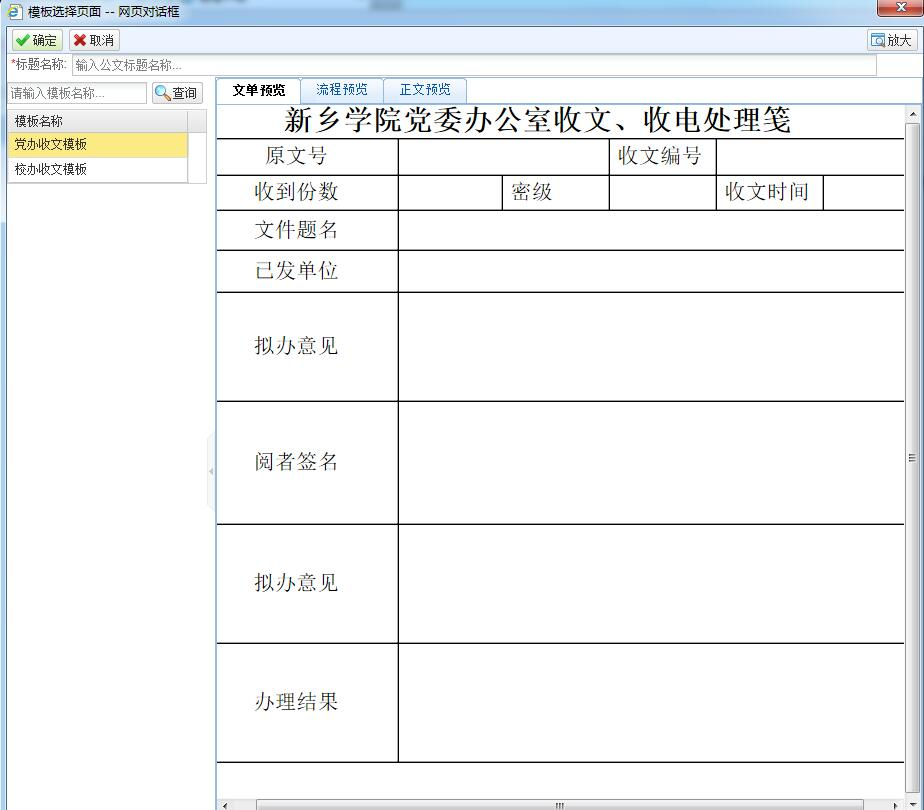 模板选择页面 -- 网页对话框
确定 取消 放大
*标题名称: 输入公文标题名称...
请输入模板名称... 查询
模板名称
党办收文模板
校办收文模板
文单预览 流程预览 正文预览
新乡学院党委办公室收文、收电处理笺
原文号 收文编号
收到份数 密级 收文时间
文件题名
已发单位
拟办意见
阅者签名
拟办意见
办理结果